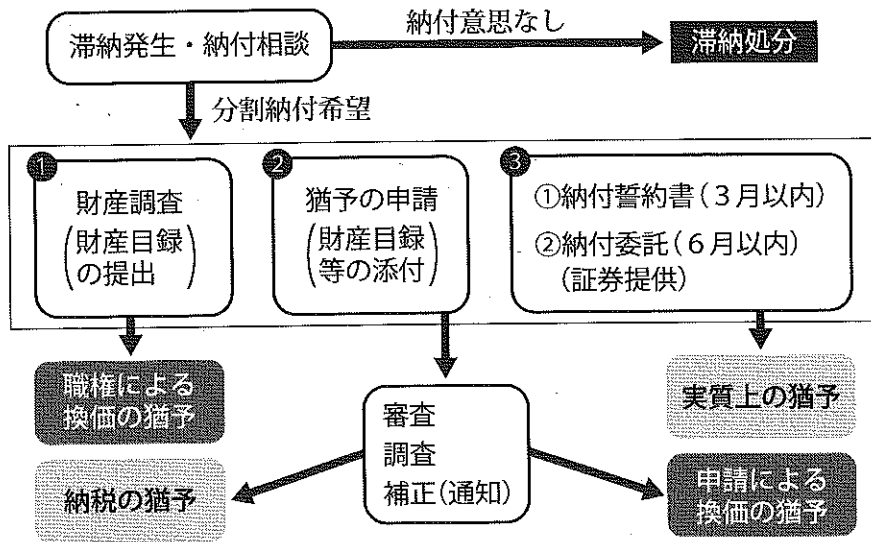 滞納発生・納付相談
納付意思なし
滞納処分
分割納付希望
❶
財産調査
(財産目録
の提出)
❷
猶予の申請
(財産目録
等の添付)
❸
①納付誓約書(3月以内)
②納付委託(6月以内)
(証券提供)
職権による
換価の猶予
審査
調査
補正(通知)
実質上の猶予
納税の猶予
申請による
換価の猶予